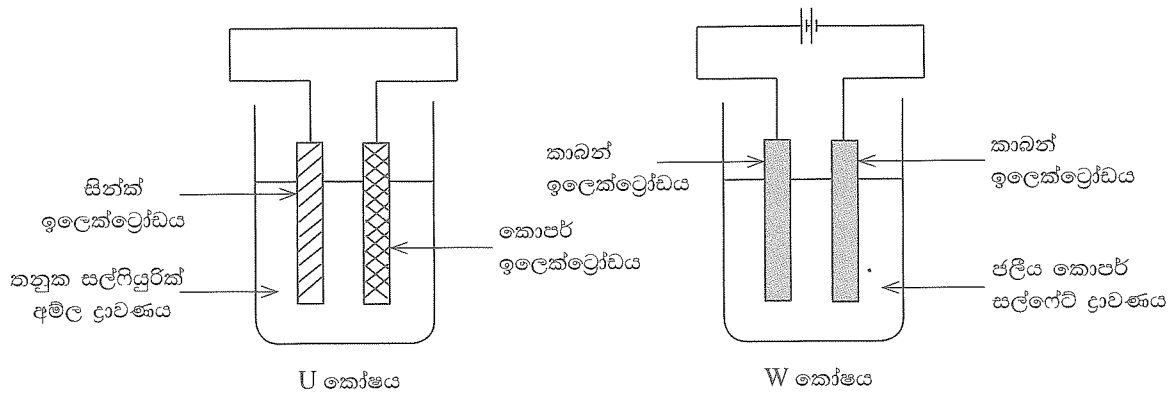 සින්ක්
ඉලෙක්ට්‍රෝඩය
තනුක සල්ෆියුරික්
අම්ල ද්‍රාවණය
කොපර්
ඉලෙක්ට්‍රෝඩය
U කෝෂය
කාබන්
ඉලෙක්ට්‍රෝඩය
කාබන්
ඉලෙක්ට්‍රෝඩය
ජලීය කොපර්
සල්ෆේට් ද්‍රාවණය
W කෝෂය